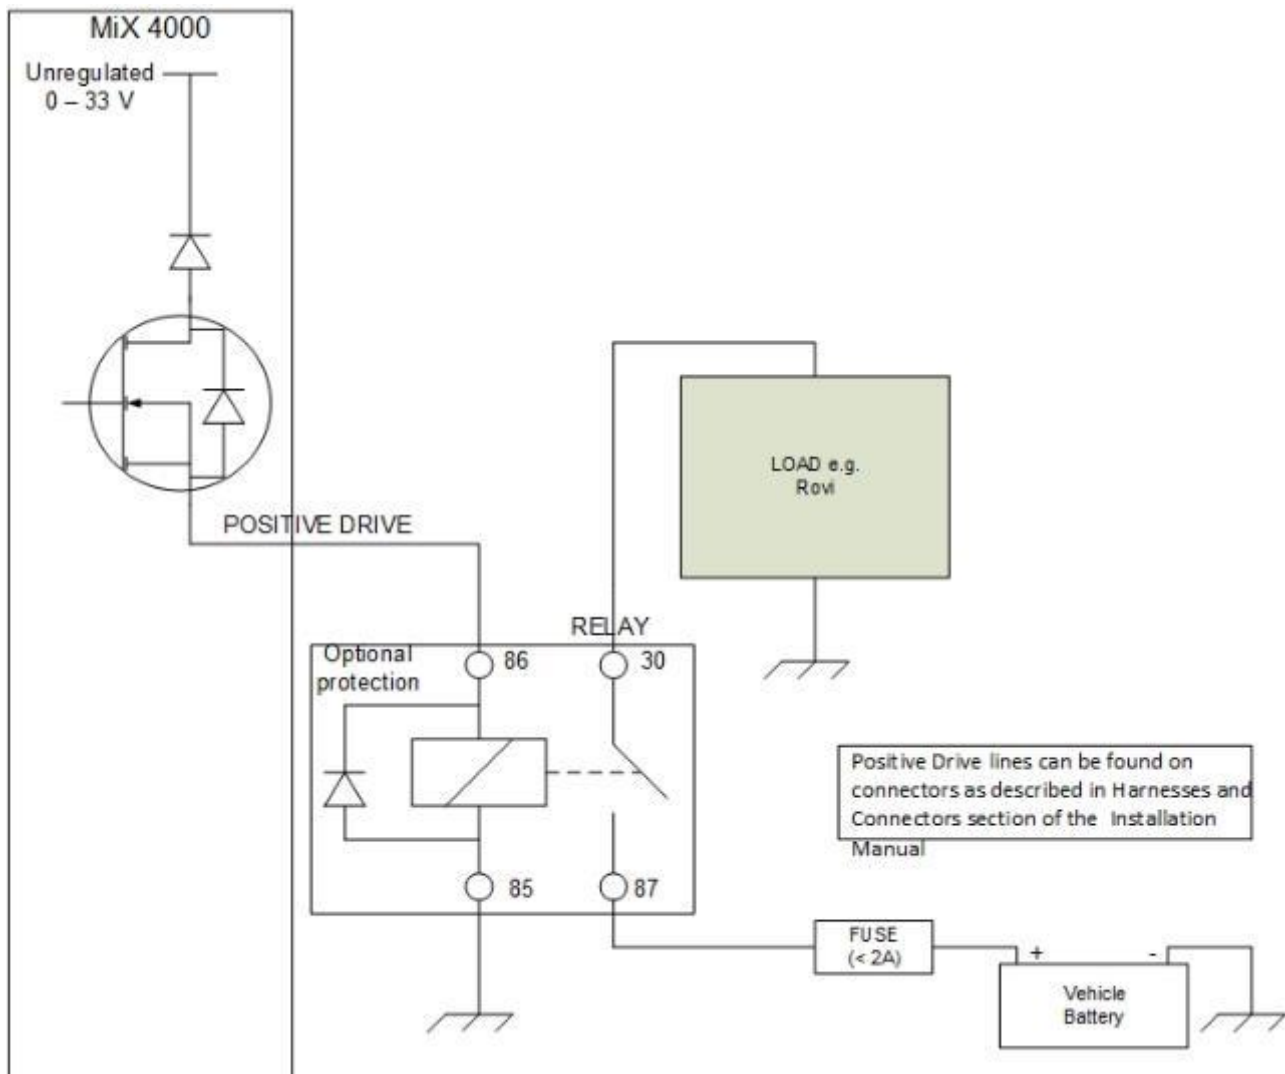 MiX 4000
Unregulated
0 – 33 V
POSITIVE DRIVE
LOAD e.g.
Rovi
RELAY
Optional
protection
86
30
85
87
Positive Drive lines can be found on
connectors as described in Harnesses and
Connectors section of the Installation
Manual
FUSE
(< 2A)
+
-
Vehicle
Battery